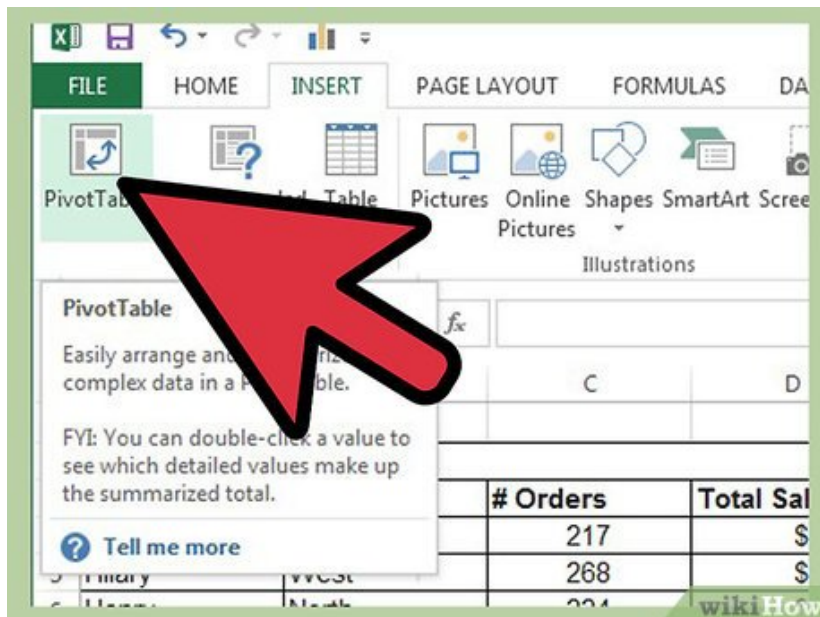 FILE HOME INSERT PAGE LAYOUT FORMULAS DA
PivotTab Table Pictures Online Pictures Shapes SmartArt Scree
Illustrations
PivotTable
Easily arrange and
complex data in a
FYI: You can double-click a value to
see which detailed values make up
the summarized total.
Tell me more
fx
C D
# Orders Total Sal
217 $
268 $
wikiHow